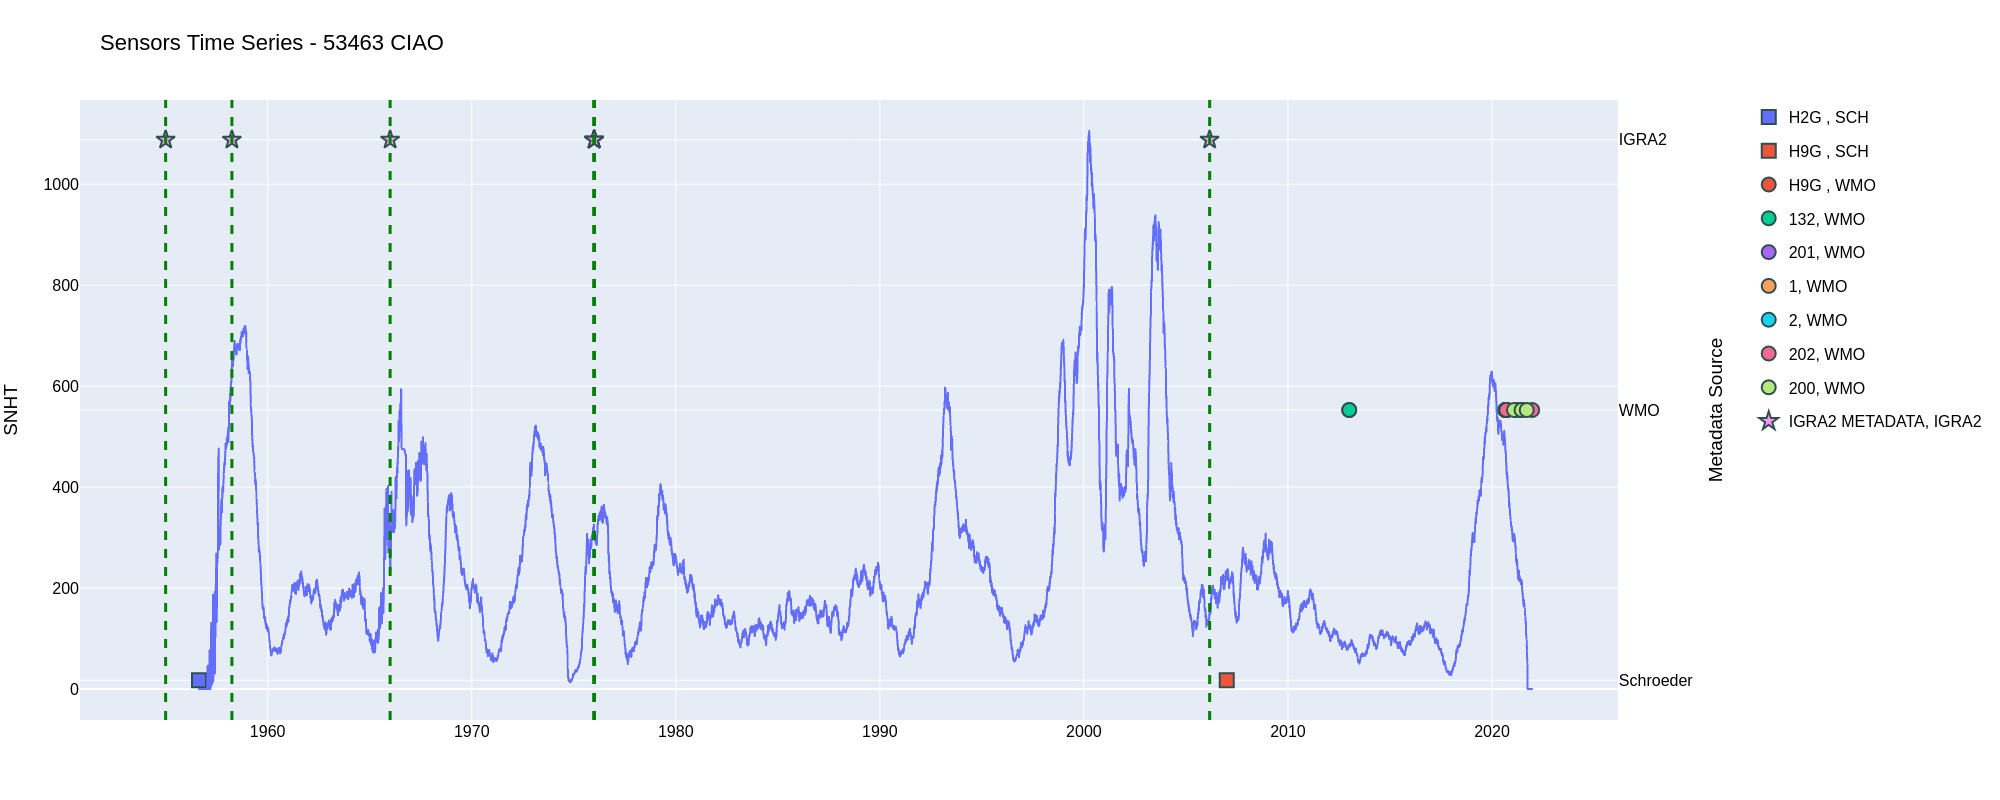 Sensors Time Series - 53463 CIAO
SNHT
1000
800
600
400
200
0
1960
1970
1980
1990
2000
2010
2020
IGRA2
WMO
Schroeder
Metadata Source
H2G , SCH
H9G , SCH
H9G , WMO
132, WMO
201, WMO
1, WMO
2, WMO
202, WMO
200, WMO
IGRA2 METADATA, IGRA2